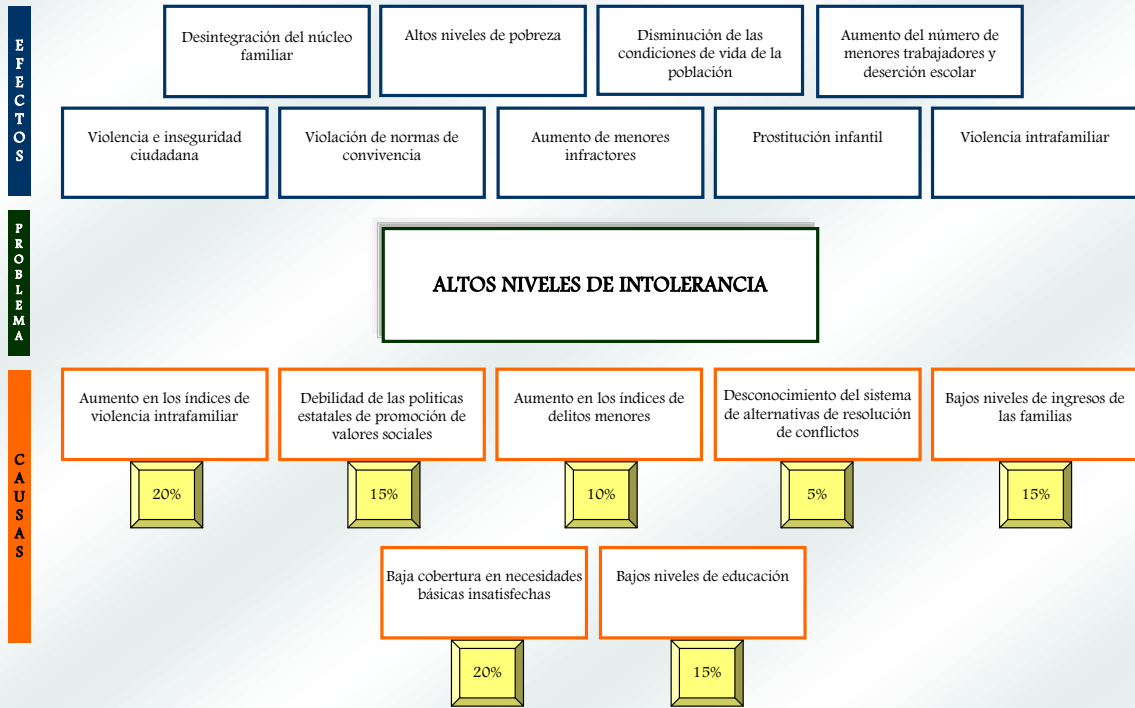 EFECTOS
Desintegración del núcleo
familiar
Altos niveles de pobreza
Disminución de las
condiciones de vida de la
población
Aumento del número de
menores trabajadores y
deserción escolar
Violencia e inseguridad
ciudadana
Violación de normas de
convivencia
Aumento de menores
infractores
Prostitución infantil
Violencia intrafamiliar
PROBLEMA
ALTOS NIVELES DE INTOLERANCIA
CAUSAS
Aumento en los índices de
violencia intrafamiliar
20%
Debilidad de las politicas
estatales de promoción de
valores sociales
15%
Aumento en los índices de
delitos menores
10%
Desconocimiento del sistema
de alternativas de resolución
de conflictos
5%
Bajos niveles de ingresos de
las familias
15%
Baja cobertura en necesidades
básicas insatisfechas
20%
Bajos niveles de educación
15%